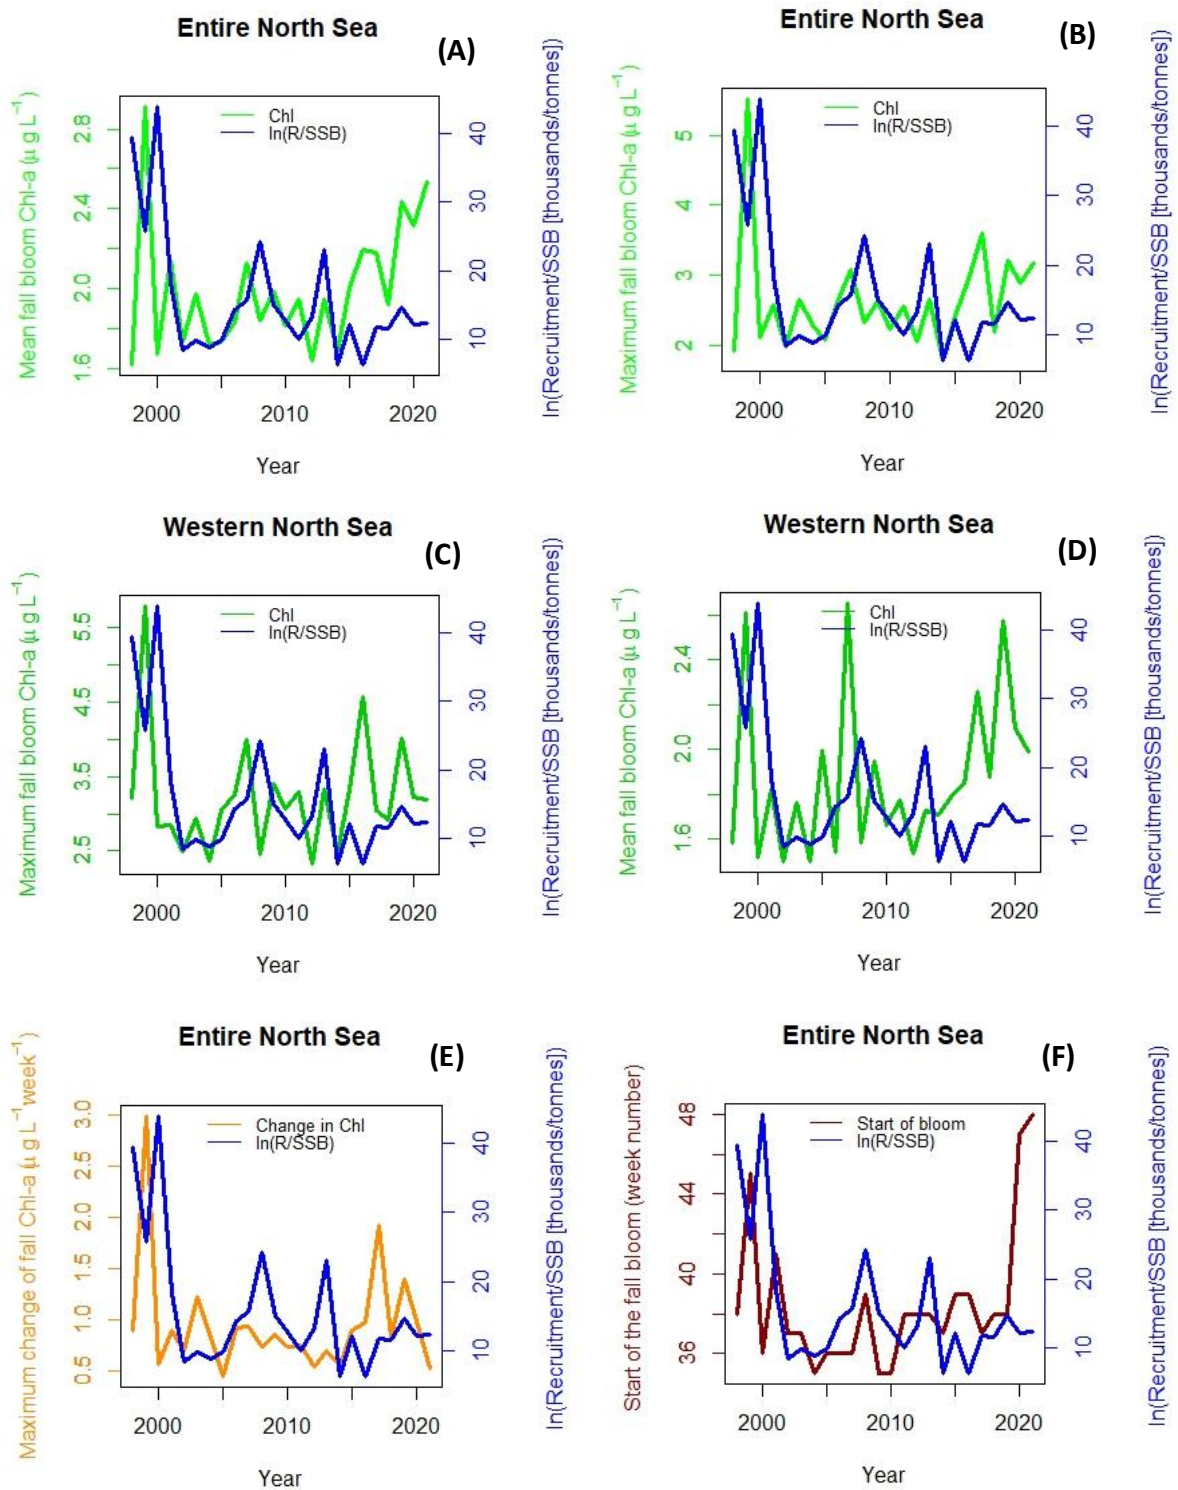 Entire North Sea
(A)
Mean fall bloom Chl-a (μ g L⁻¹)
1.6 2.0 2.4 2.8
Chl
ln(R/SSB)
10 20 30 40
ln(Recruitment/SSB [thousands/tonnes])
2000 2010 2020
Year
Entire North Sea
(B)
Maximum fall bloom Chl-a (μ g L⁻¹)
2 3 4 5
Chl
ln(R/SSB)
10 20 30 40
ln(Recruitment/SSB [thousands/tonnes])
2000 2010 2020
Year
Western North Sea
(C)
Maximum fall bloom Chl-a (μ g L⁻¹)
2.5 3.5 4.5 5.5
Chl
ln(R/SSB)
10 20 30 40
ln(Recruitment/SSB [thousands/tonnes])
2000 2010 2020
Year
Western North Sea
(D)
Mean fall bloom Chl-a (μ g L⁻¹)
1.6 2.0 2.4
Chl
ln(R/SSB)
10 20 30 40
ln(Recruitment/SSB [thousands/tonnes])
2000 2010 2020
Year
Entire North Sea
(E)
Maximum change of fall Chl-a (μ g L⁻¹ week⁻¹)
0.5 1.0 1.5 2.0 2.5 3.0
Change in Chl
ln(R/SSB)
10 20 30 40
ln(Recruitment/SSB [thousands/tonnes])
2000 2010 2020
Year
Entire North Sea
(F)
Start of the fall bloom (week number)
36 40 44 48
Start of bloom
ln(R/SSB)
10 20 30 40
ln(Recruitment/SSB [thousands/tonnes])
2000 2010 2020
Year